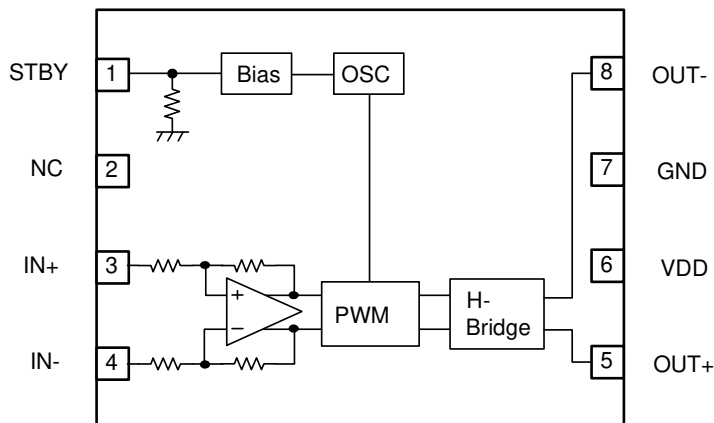 STBY 1 Bias OSC 8 OUT-
NC 2 7 GND
IN+ 3 6 VDD
+
PWM H-
Bridge
−
IN- 4 5 OUT+